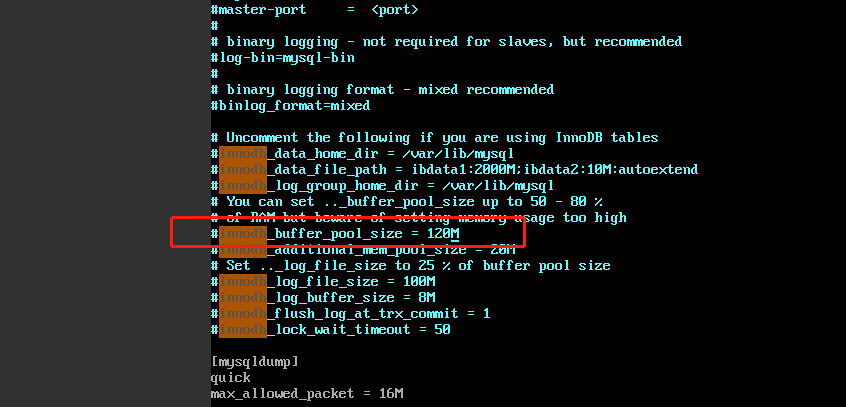 #master-port     =  <port>
#
# binary logging - not required for slaves, but recommended
#log-bin=mysql-bin
#
# binary logging format - mixed recommended
#binlog_format=mixed

# Uncomment the following if you are using InnoDB tables
#innodb_data_home_dir = /var/lib/mysql
#innodb_data_file_path = ibdata1:2000M;ibdata2:10M:autoextend
#innodb_log_group_home_dir = /var/lib/mysql
# You can set .._buffer_pool_size up to 50 - 80 %
# of RAM but beware of setting memory usage too high
#innodb_buffer_pool_size = 120M
#innodb_additional_mem_pool_size = 20M
# Set .._log_file_size to 25 % of buffer pool size
#innodb_log_file_size = 100M
#innodb_log_buffer_size = 8M
#innodb_flush_log_at_trx_commit = 1
#innodb_lock_wait_timeout = 50

[mysqldump]
quick
max_allowed_packet = 16M